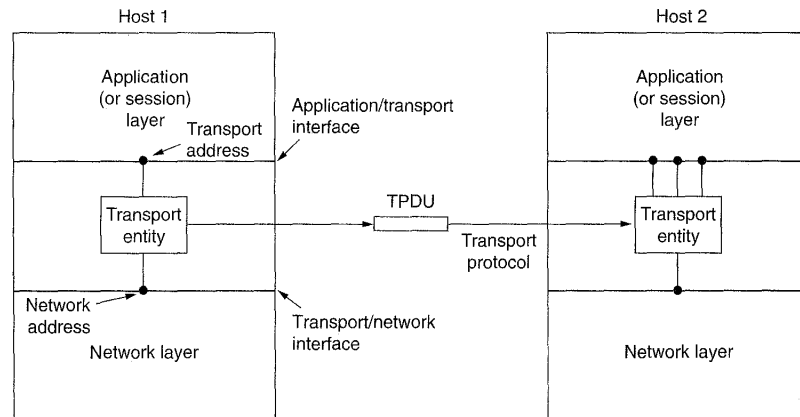 Host 1
Host 2
Application
(or session)
layer
Transport
address
Application/transport
interface
Application
(or session)
layer
Transport
entity
TPDU
Transport
protocol
Transport
entity
Network
address
Transport/network
interface
Network layer
Network layer